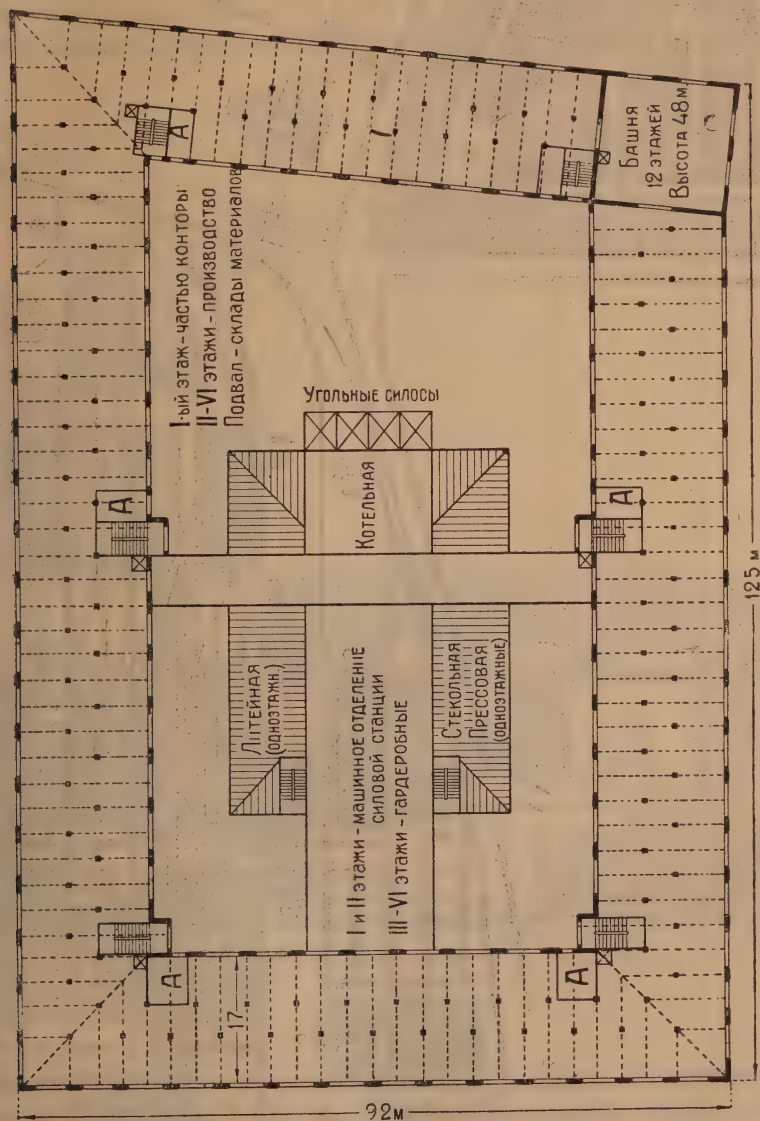 Башня
12 этажей
Высота 48 м.
I-ый этаж - частью конторы
II-VI этажи - производство
Подвал - склады материалов
Угольные силосы
Котельная
Литейная
(одноэтажн.)
I и II этажи - машинное отделение
силовой станции
III-VI этажи - гардеробные
Стекольная
Прессовая
(одноэтажные)
А
А
А
А
А
17
125 м
92 м